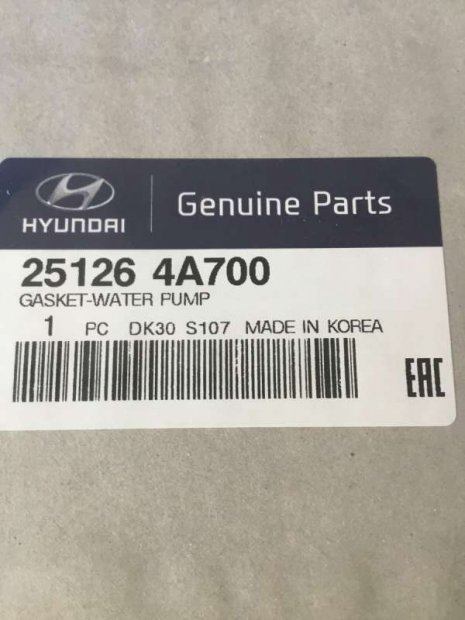 HYUNDAI
Genuine Parts
25126 4A700
GASKET-WATER PUMP
1 PC DK30 S107 MADE IN KOREA
EAC